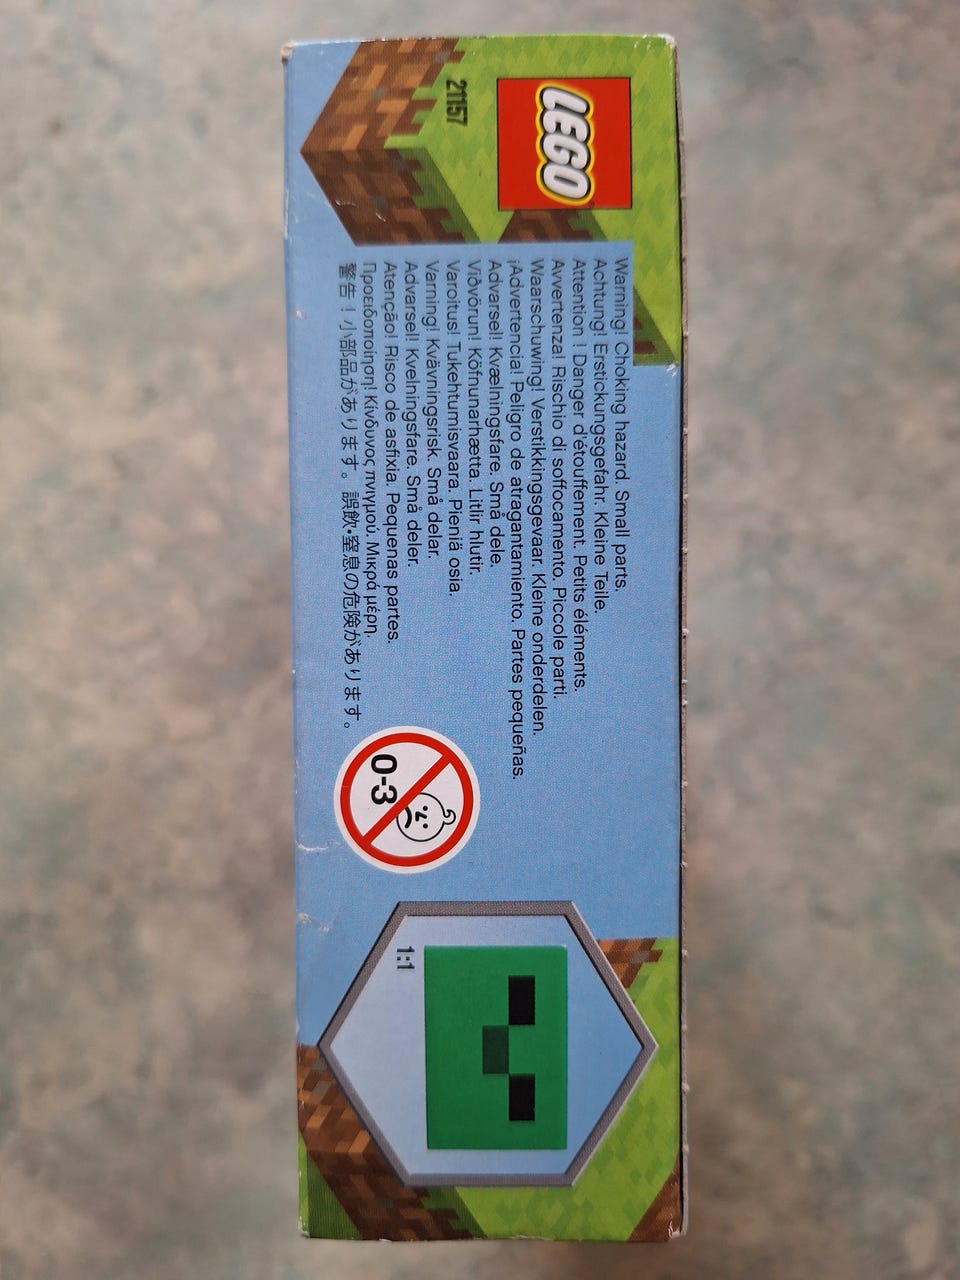 LEGO
21157
Warning! Choking hazard. Small parts.
Achtung! Erstickungsgefahr. Kleine Teile.
Attention ! Danger d'étouffement. Petits éléments.
Avvertenza! Rischio di soffocamento. Piccole parti.
Waarschuwing! Verstikkingsgevaar. Kleine onderdelen.
¡Advertencia! Peligro de atragantamiento. Partes pequeñas.
Advarsel! Kvælningsfare. Små dele.
Viðvörun! Köfnunarhætta. Litlir hlutir.
Varoitus! Tukehtumisvaara. Pieniä osia.
Varning! Kvävningsrisk. Små delar.
Advarsel! Kvelningsfare. Små deler.
Atenção! Risco de asfixia. Pequenas partes.
Προειδοποίηση! Κίνδυνος πνιγμού. Μικρά μέρη.
警告！小部品があります。誤飲•窒息の危険があります。
0-3
1:1